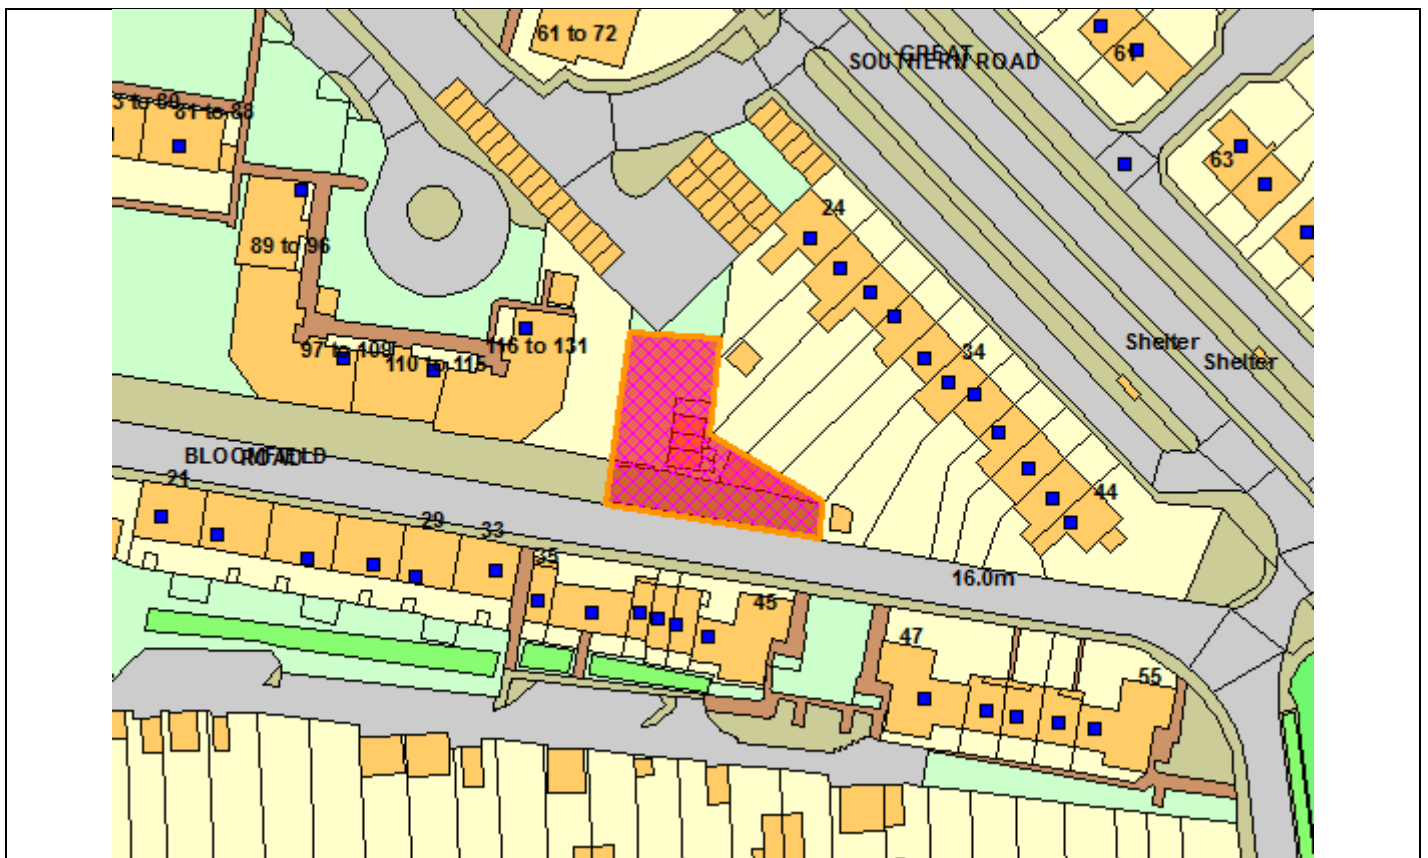 61 to 72
GREAT
SOUTHERN ROAD
61
81 to 88
63
24
89 to 96
116 to 131
97 to 109
110 to 115
34
Shelter
Shelter
BLOOMFIELD
ROAD
21
44
29
33
35
16.0m
45
47
55